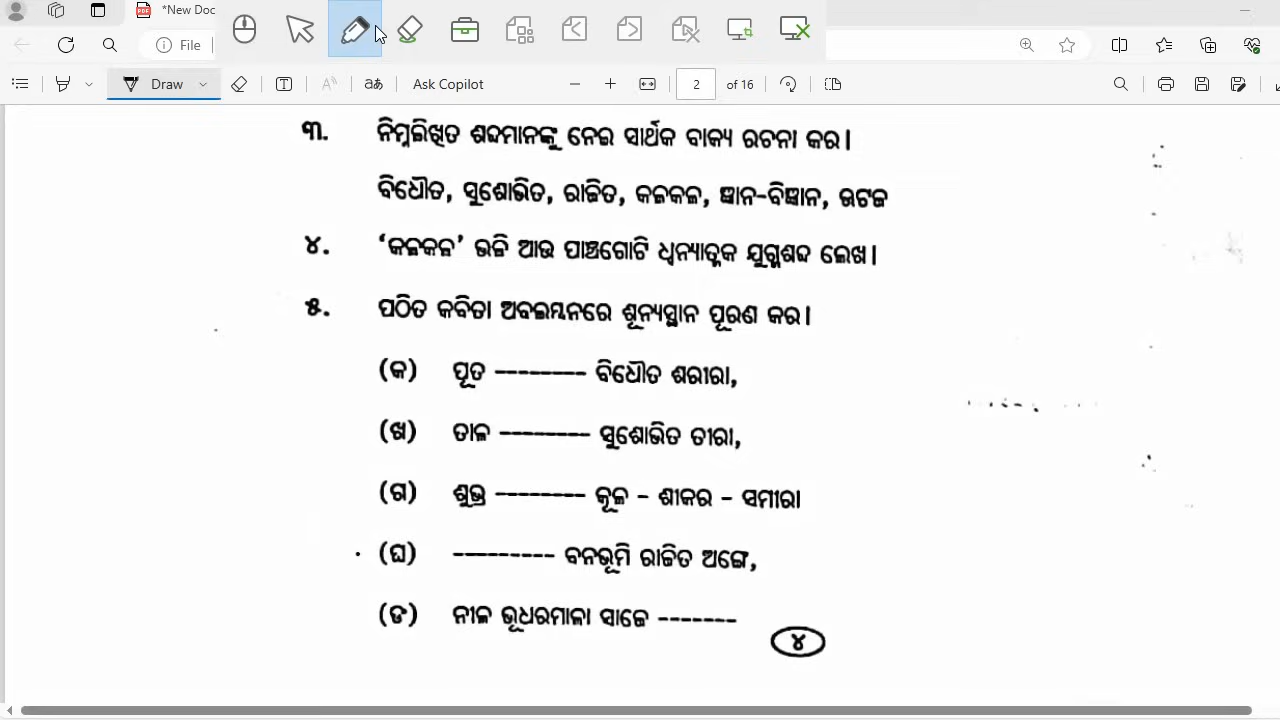 *New Doc
File
Draw
Ask Copilot
2 of 16
୩. ନିମ୍ନଲିଖିତ ଶବ୍ଦମାନଙ୍କୁ ନେଇ ସାର୍ଥକ ବାକ୍ୟ ରଚନା କର।
ବିଧୌତ, ସୁଶୋଭିତ, ରାଜିତ, କଳକଳ, ଜ୍ଞାନ-ବିଜ୍ଞାନ, ଉଟଜ
୪. ‘କଳକଳ’ ଭଳି ଆଉ ପାଞ୍ଚଗୋଟି ଧ୍ୱନ୍ୟାତ୍ମକ ଯୁଗ୍ମଶବ୍ଦ ଲେଖ।
୫. ପଠିତ କବିତା ଅବଲମ୍ବନରେ ଶୂନ୍ୟସ୍ଥାନ ପୂରଣ କର।
(କ) ପୂତ -------- ବିଧୌତ ଶରୀରା,
(ଖ) ତାଳ -------- ସୁଶୋଭିତ ତୀରା,
(ଗ) ଶୁଭ୍ର -------- କୂଳ - ଶୀକର - ସମୀରା
(ଘ) --------- ବନଭୂମି ରାଜିତ ଅଙ୍ଗେ,
(ଙ) ନୀଳ ଭୂଧରମାଳା ସାଜେ -------
୪